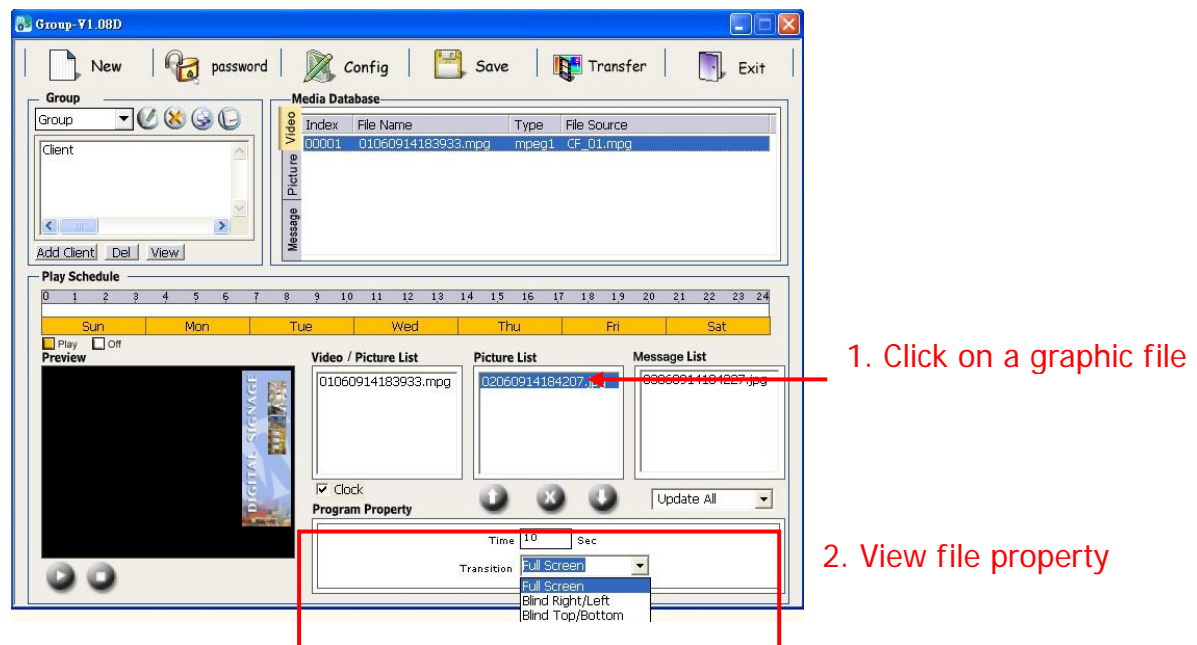 Group-V1.08D
New password Config Save Transfer Exit
Group
Group
Client
Add Client Del View
Media Database
Video
Picture
Message
Index File Name Type File Source
00001 01060914183933.mpg mpeg1 CF_01.mpg
Play Schedule
0 1 2 3 4 5 6 7 8 9 10 11 12 13 14 15 16 17 18 19 20 21 22 23 24
Sun Mon Tue Wed Thu Fri Sat
Play Off
Preview
DIGITAL SIGNAGE
Video / Picture List Picture List Message List
01060914183933.mpg 02060914184207.jpg 03060914184227.jpg
1. Click on a graphic file
Clock
Update All
Program Property
Time 10 Sec
Transition Full Screen
Full Screen
Blind Right/Left
Blind Top/Bottom
2. View file property